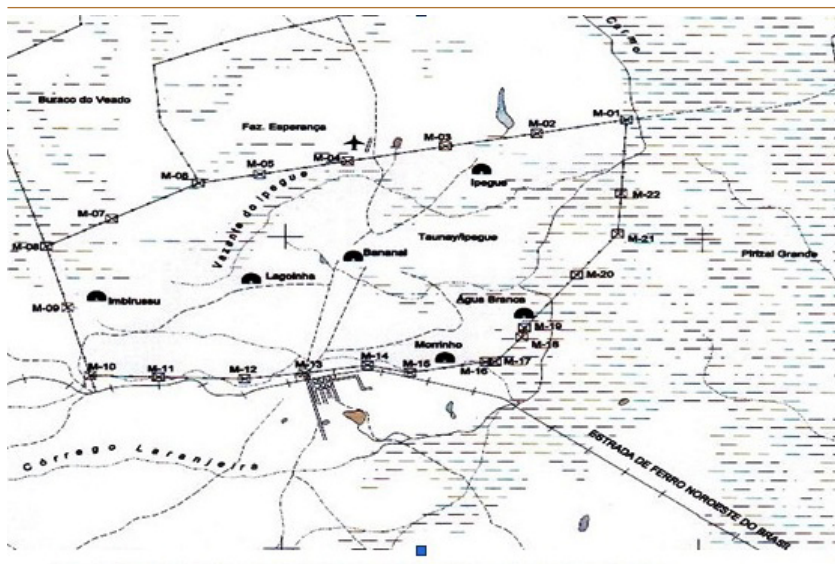 Carmo
Buraco do Veado
Faz. Esperança
M-01
M-02
M-03
M-04
M-05
M-06
M-07
M-08
M-09
M-10
M-11
M-12
M-13
M-14
M-15
M-16
M-17
M-18
M-19
M-20
M-21
M-22
Vazante do Ipegue
Ipegue
Taunay/Ipegue
Bananal
Lagoinha
Imbirussu
Pirizal Grande
Água Branca
Morrinho
Córrego Laranjeira
ESTRADA DE FERRO NOROESTE DO BRASIL